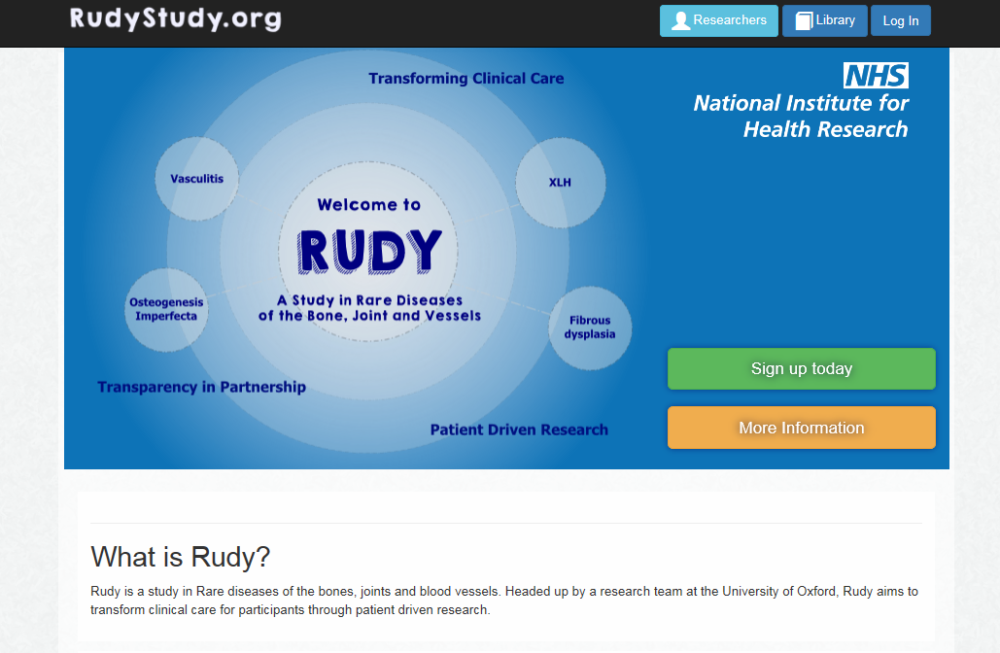 RudyStudy.org
Researchers
Library
Log In
Transforming Clinical Care
NHS
National Institute for
Health Research
Vasculitis
XLH
Welcome to
RUDY
A Study in Rare Diseases
of the Bone, Joint and Vessels
Osteogenesis
Imperfecta
Fibrous
dysplasia
Sign up today
Transparency in Partnership
Patient Driven Research
More Information
What is Rudy?
Rudy is a study in Rare diseases of the bones, joints and blood vessels. Headed up by a research team at the University of Oxford, Rudy aims to
transform clinical care for participants through patient driven research.